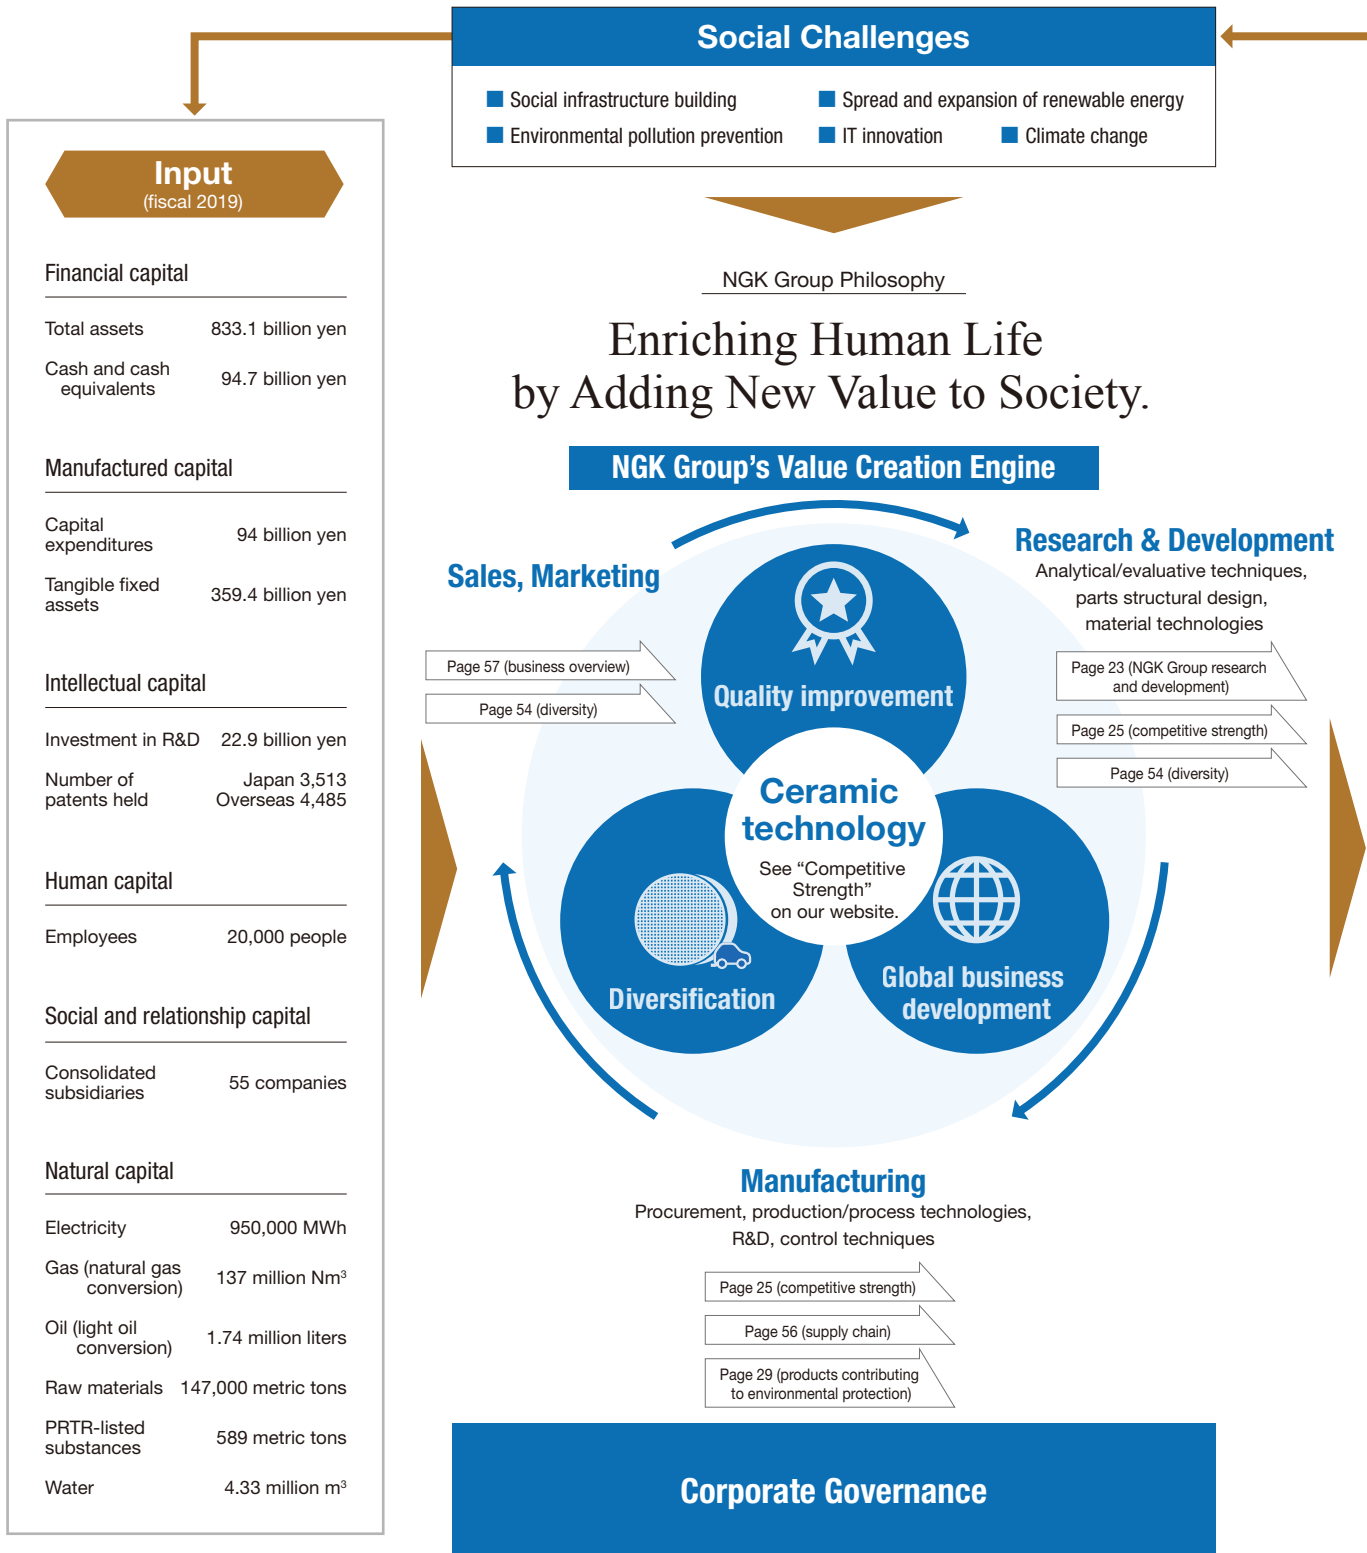 Social Challenges
Social infrastructure building
Spread and expansion of renewable energy
Environmental pollution prevention
IT innovation
Climate change
Input
(fiscal 2019)
Financial capital
Total assets 833.1 billion yen
Cash and cash
equivalents 94.7 billion yen
Manufactured capital
Capital
expenditures 94 billion yen
Tangible fixed
assets 359.4 billion yen
Intellectual capital
Investment in R&D 22.9 billion yen
Number of Japan 3,513
patents held Overseas 4,485
Human capital
Employees 20,000 people
Social and relationship capital
Consolidated
subsidiaries 55 companies
Natural capital
Electricity 950,000 MWh
Gas (natural gas
conversion) 137 million Nm³
Oil (light oil
conversion) 1.74 million liters
Raw materials 147,000 metric tons
PRTR-listed
substances 589 metric tons
Water 4.33 million m³
NGK Group Philosophy
Enriching Human Life
by Adding New Value to Society.
NGK Group's Value Creation Engine
Sales, Marketing
Page 57 (business overview)
Page 54 (diversity)
Research & Development
Analytical/evaluative techniques,
parts structural design,
material technologies
Page 23 (NGK Group research
and development)
Page 25 (competitive strength)
Page 54 (diversity)
Quality improvement
Ceramic
technology
See “Competitive
Strength”
on our website.
Diversification
Global business
development
Manufacturing
Procurement, production/process technologies,
R&D, control techniques
Page 25 (competitive strength)
Page 56 (supply chain)
Page 29 (products contributing
to environmental protection)
Corporate Governance